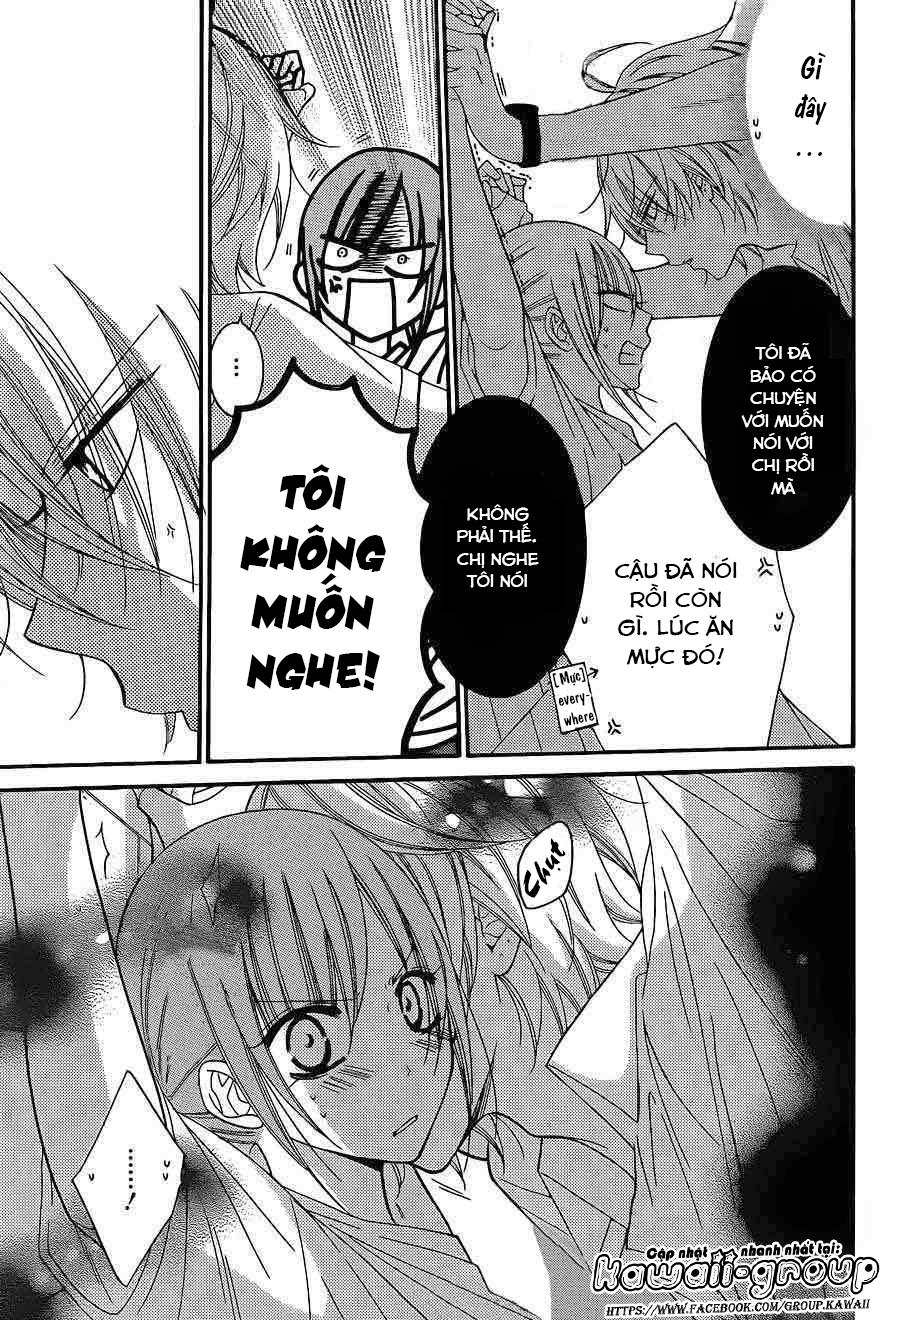 Gì
đây
...
TÔI ĐÃ
BẢO CÓ
CHUYỆN
VỚI MUỐN
NÓI VỚI
CHỊ RỒI
MÀ
CẬU ĐÃ NÓI
RỒI CÒN
GÌ. LÚC ĂN
MỰC ĐÓ!
[Mực]
every-
where
KHÔNG
PHẢI THẾ.
CHỊ NGHE
TÔI NÓI
TÔI
KHÔNG
MUỐN
NGHE!
...
Chụt
......!
Cập nhật nhanh nhất tại:
kawaii-group
HTTPS://WWW.FACEBOOK.COM/GROUP.KAWAII